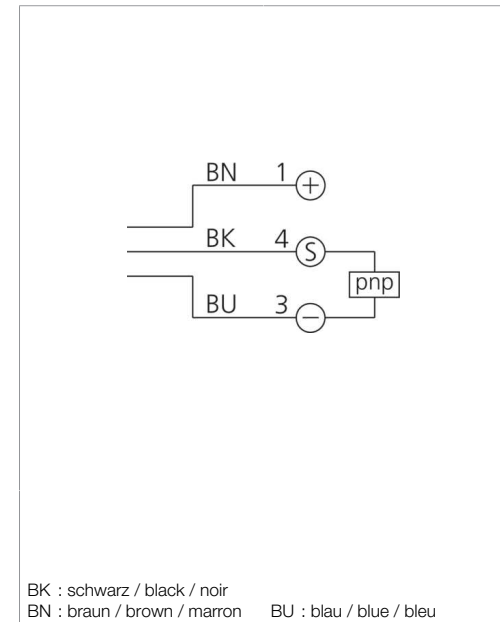 BN 1 +
BK 4 S
pnp
BU 3 −
BK : schwarz / black / noir
BN : braun / brown / marron BU : blau / blue / bleu